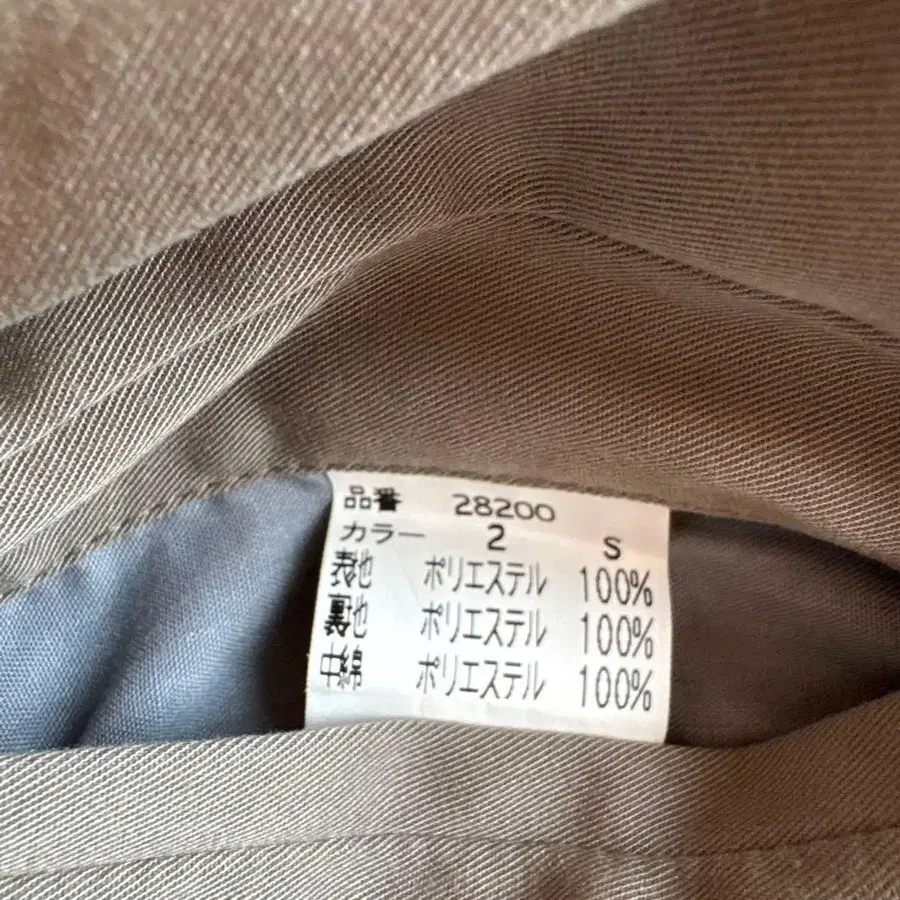 品番 28200
カラー 2 S
表地 ポリエステル 100%
裏地 ポリエステル 100%
中綿 ポリエステル 100%